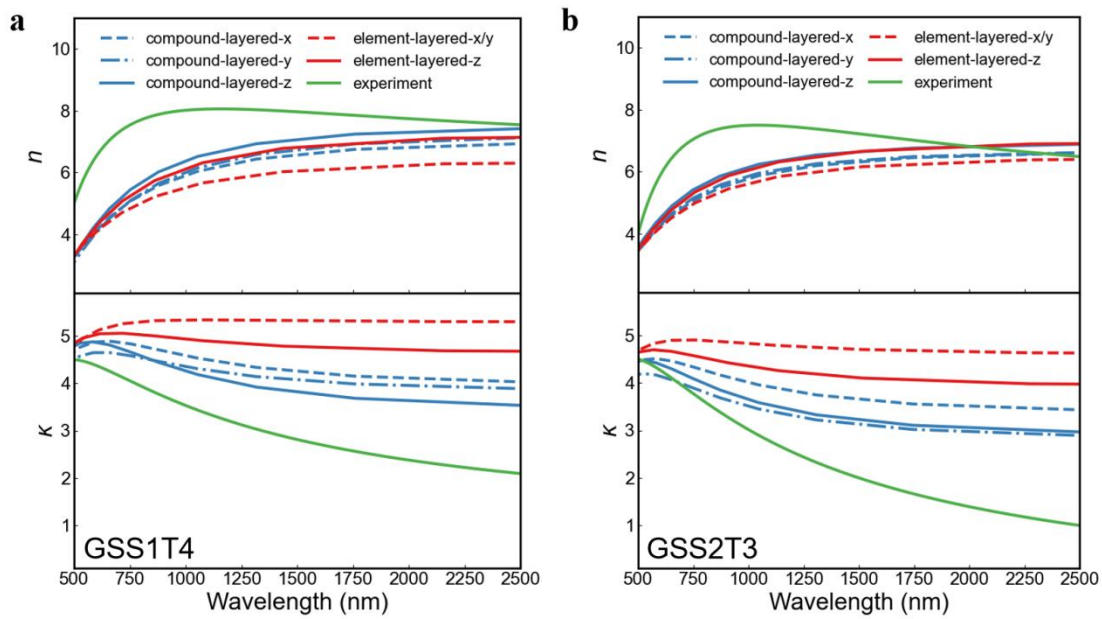 a
compound-layered-x
compound-layered-y
compound-layered-z
element-layered-x/y
element-layered-z
experiment
10
8
6
4
n
5
4
3
2
1
κ
GSS1T4
500 750 1000 1250 1500 1750 2000 2250 2500
Wavelength (nm)
b
compound-layered-x
compound-layered-y
compound-layered-z
element-layered-x/y
element-layered-z
experiment
10
8
6
4
n
5
4
3
2
1
κ
GSS2T3
500 750 1000 1250 1500 1750 2000 2250 2500
Wavelength (nm)